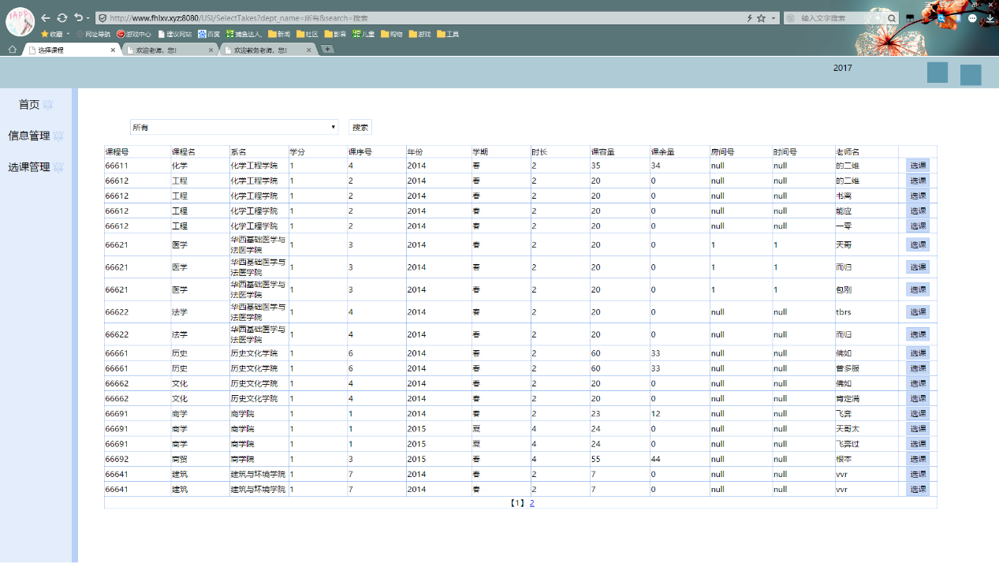 http://www.fhlxv.xyz:8080/USI/SelectTakes?dept_name=所有&search=搜索 输入文字搜索
收藏 网址导航 游戏中心 建议网站 百度 捕鱼达人, 新闻 社区 影音 儿童 购物 游戏 工具
选择课程 欢迎老师，您! 欢迎教务老师，您!
2017
首页
信息管理
选课管理
所有 搜索
课程号 课程名 系名 学分 课序号 年份 学期 时长 课容量 课余量 房间号 时间号 老师名
66611 化学 化学工程学院 1 4 2014 春 2 35 34 null null 的二维 选课
66612 工程 化学工程学院 1 2 2014 春 2 20 0 null null 的二维 选课
66612 工程 化学工程学院 1 2 2014 春 2 20 0 null null 书离 选课
66612 工程 化学工程学院 1 2 2014 春 2 20 0 null null 能应 选课
66612 工程 化学工程学院 1 2 2014 春 2 20 0 null null 一零 选课
66621 医学 华西基础医学与法医学院 1 3 2014 春 2 20 0 1 1 天哥 选课
66621 医学 华西基础医学与法医学院 1 3 2014 春 2 20 0 1 1 而归 选课
66621 医学 华西基础医学与法医学院 1 3 2014 春 2 20 0 1 1 包刚 选课
66622 法学 华西基础医学与法医学院 1 4 2014 春 2 20 0 null null tbrs 选课
66622 法学 华西基础医学与法医学院 1 4 2014 春 2 20 0 null null 而归 选课
66661 历史 历史文化学院 1 6 2014 春 2 60 33 null null 佛如 选课
66661 历史 历史文化学院 1 6 2014 春 2 60 33 null null 曾多服 选课
66662 文化 历史文化学院 1 4 2014 春 2 20 0 null null 佛如 选课
66662 文化 历史文化学院 1 4 2014 春 2 20 0 null null 肯定满 选课
66691 商学 商学院 1 1 2014 春 2 23 12 null null 飞奔 选课
66691 商学 商学院 1 1 2015 夏 4 24 0 null null 天哥太 选课
66691 商学 商学院 1 1 2015 夏 4 24 0 null null 飞奔过 选课
66692 商贸 商学院 1 3 2015 春 4 55 44 null null 根本 选课
66641 建筑 建筑与环境学院 1 7 2014 春 2 7 0 null null vvr 选课
66641 建筑 建筑与环境学院 1 7 2014 春 2 7 0 null null vvr 选课
【1】 2